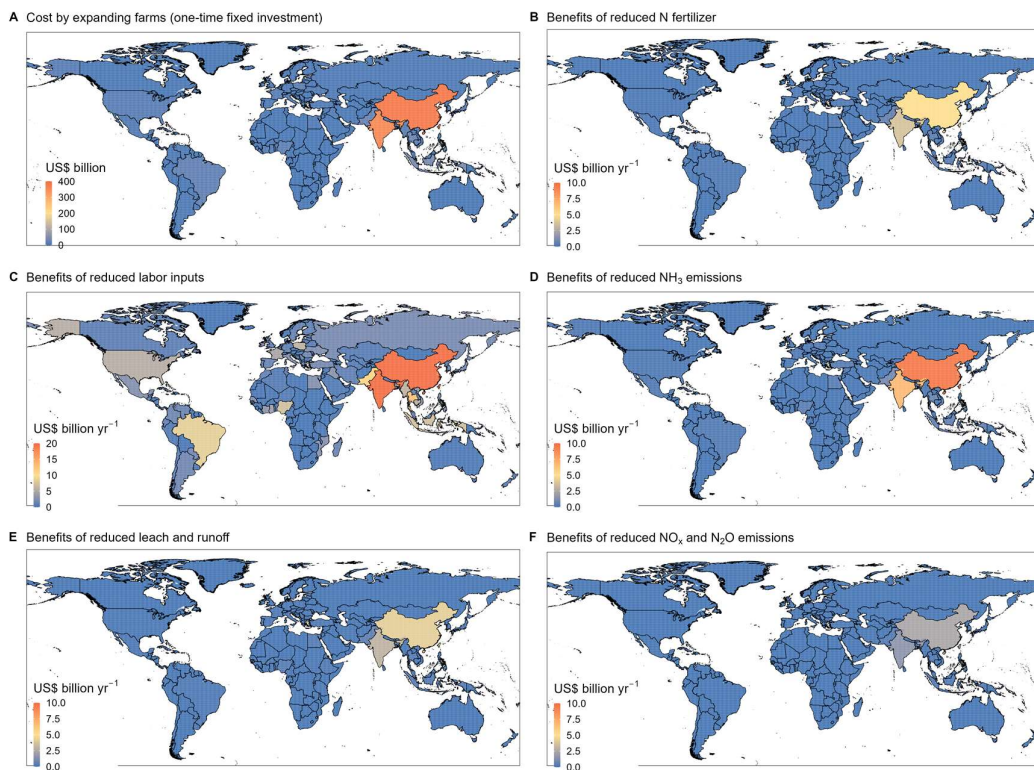 A Cost by expanding farms (one-time fixed investment)
US$ billion
400
300
200
100
0
B Benefits of reduced N fertilizer
US$ billion yr⁻¹
10.0
7.5
5.0
2.5
0.0
C Benefits of reduced labor inputs
US$ billion yr⁻¹
20
15
10
5
0
D Benefits of reduced NH₃ emissions
US$ billion yr⁻¹
10.0
7.5
5.0
2.5
0.0
E Benefits of reduced leach and runoff
US$ billion yr⁻¹
10.0
7.5
5.0
2.5
0.0
F Benefits of reduced NOₓ and N₂O emissions
US$ billion yr⁻¹
10.0
7.5
5.0
2.5
0.0